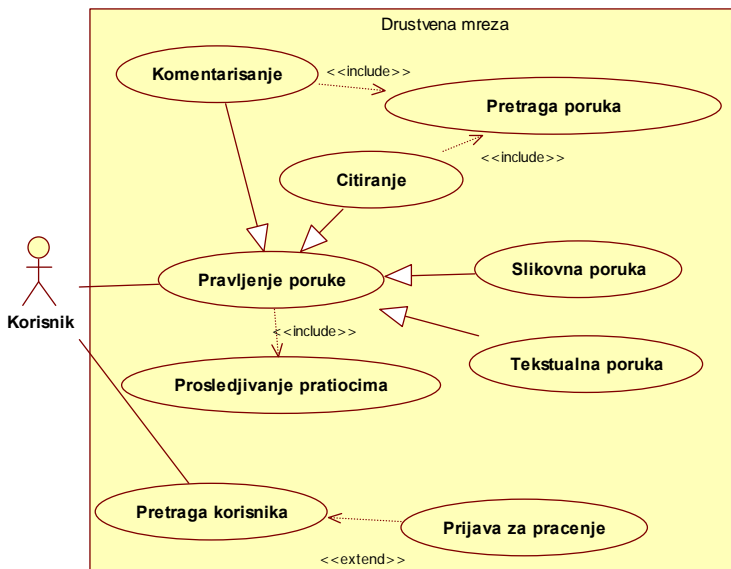 Drustvena mreza
Komentarisanje
<<include>>
Pretraga poruka
Citiranje
<<include>>
Korisnik
Pravljenje poruke
Slikovna poruka
<<include>>
Tekstualna poruka
Prosledjivanje pratiocima
Pretraga korisnika
Prijava za pracenje
<<extend>>